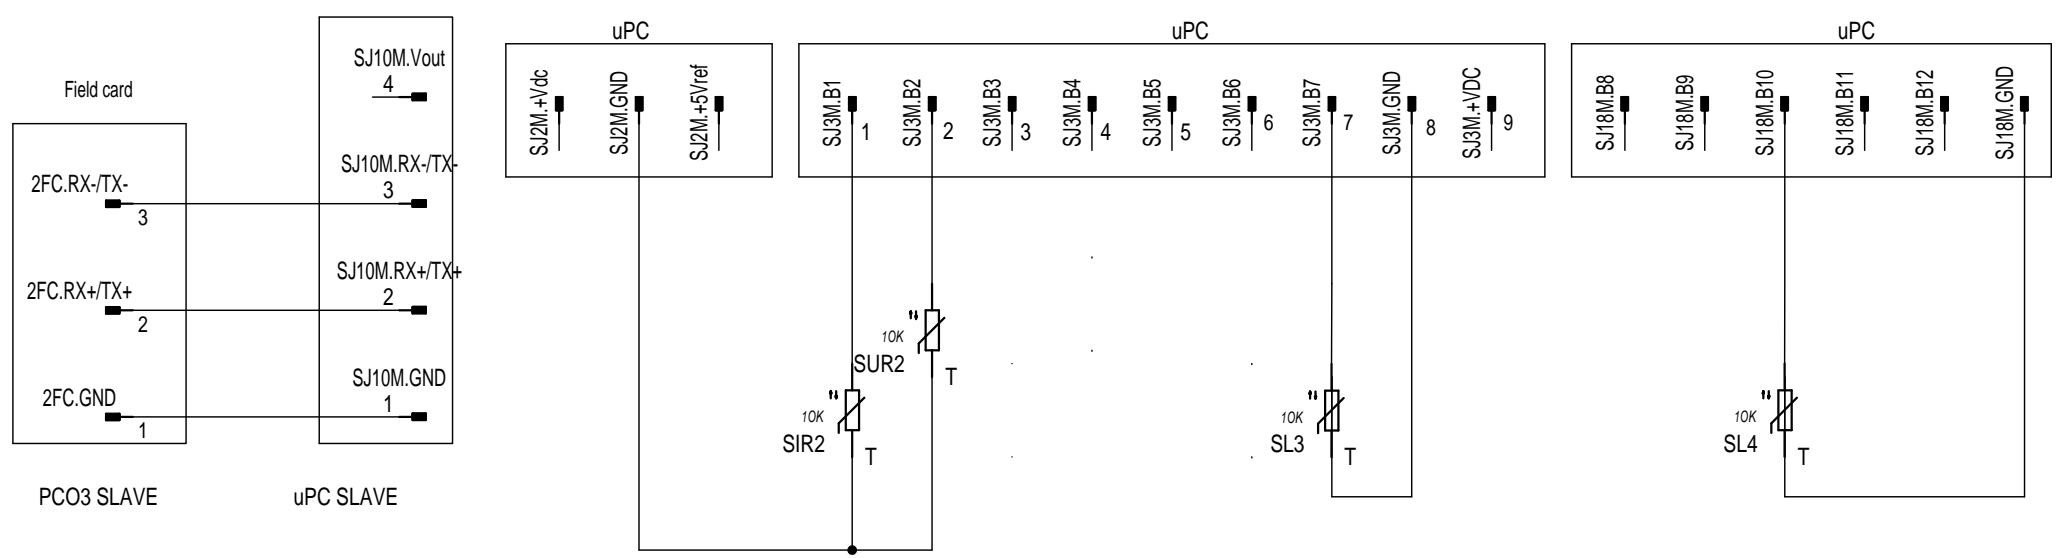 Field card
2FC.RX-/TX-
3
2FC.RX+/TX+
2
2FC.GND
1
PCO3 SLAVE
SJ10M.Vout
4
SJ10M.RX-/TX-
3
SJ10M.RX+/TX+
2
SJ10M.GND
1
uPC SLAVE
uPC
SJ2M.+Vdc
SJ2M.GND
SJ2M.+5Vref
uPC
SJ3M.B1
1
SJ3M.B2
2
SJ3M.B3
3
SJ3M.B4
4
SJ3M.B5
5
SJ3M.B6
6
SJ3M.B7
7
SJ3M.GND
8
SJ3M.+VDC
9
10K
SUR2
T
10K
SIR2
T
10K
SL3
T
uPC
SJ18M.B8
SJ18M.B9
SJ18M.B10
SJ18M.B11
SJ18M.B12
SJ18M.GND
10K
SL4
T